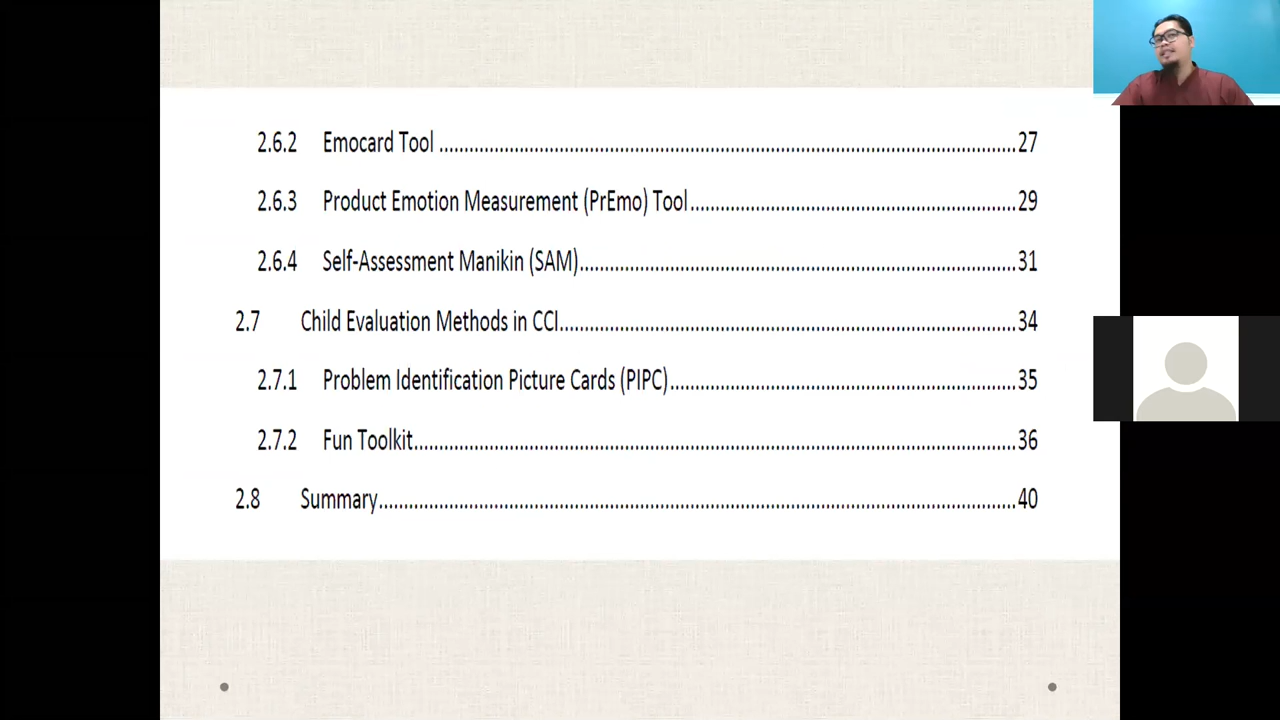 2.6.2 Emocard Tool ........................................ 27
2.6.3 Product Emotion Measurement (PrEmo) Tool ........................................ 29
2.6.4 Self-Assessment Manikin (SAM) ........................................ 31
2.7 Child Evaluation Methods in CCI ........................................ 34
2.7.1 Problem Identification Picture Cards (PIPC) ........................................ 35
2.7.2 Fun Toolkit ........................................ 36
2.8 Summary ........................................ 40